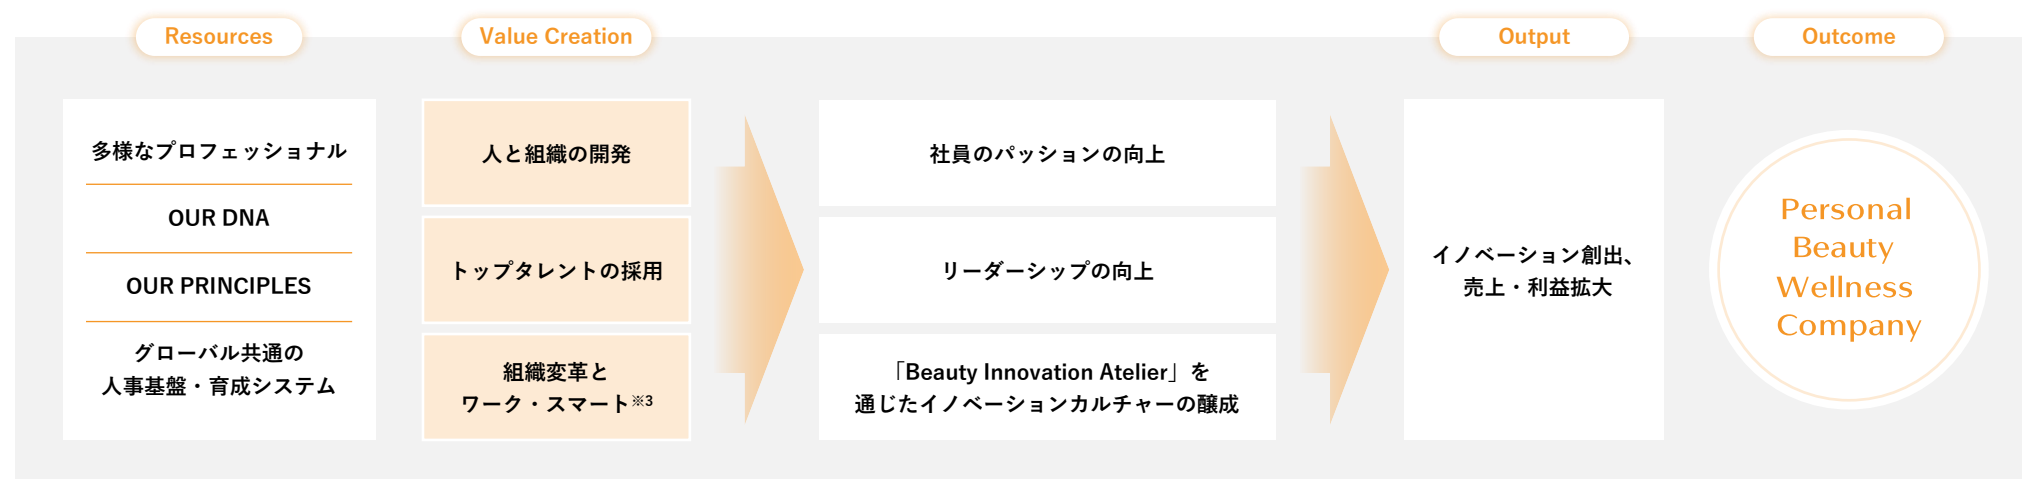 Resources
Value Creation
Output
Outcome
多様なプロフェッショナル
OUR DNA
OUR PRINCIPLES
グローバル共通の
人事基盤・育成システム
人と組織の開発
トップタレントの採用
組織変革と
ワーク・スマート※3
社員のパッションの向上
リーダーシップの向上
「Beauty Innovation Atelier」を
通じたイノベーションカルチャーの醸成
イノベーション創出、
売上・利益拡大
Personal
Beauty
Wellness
Company